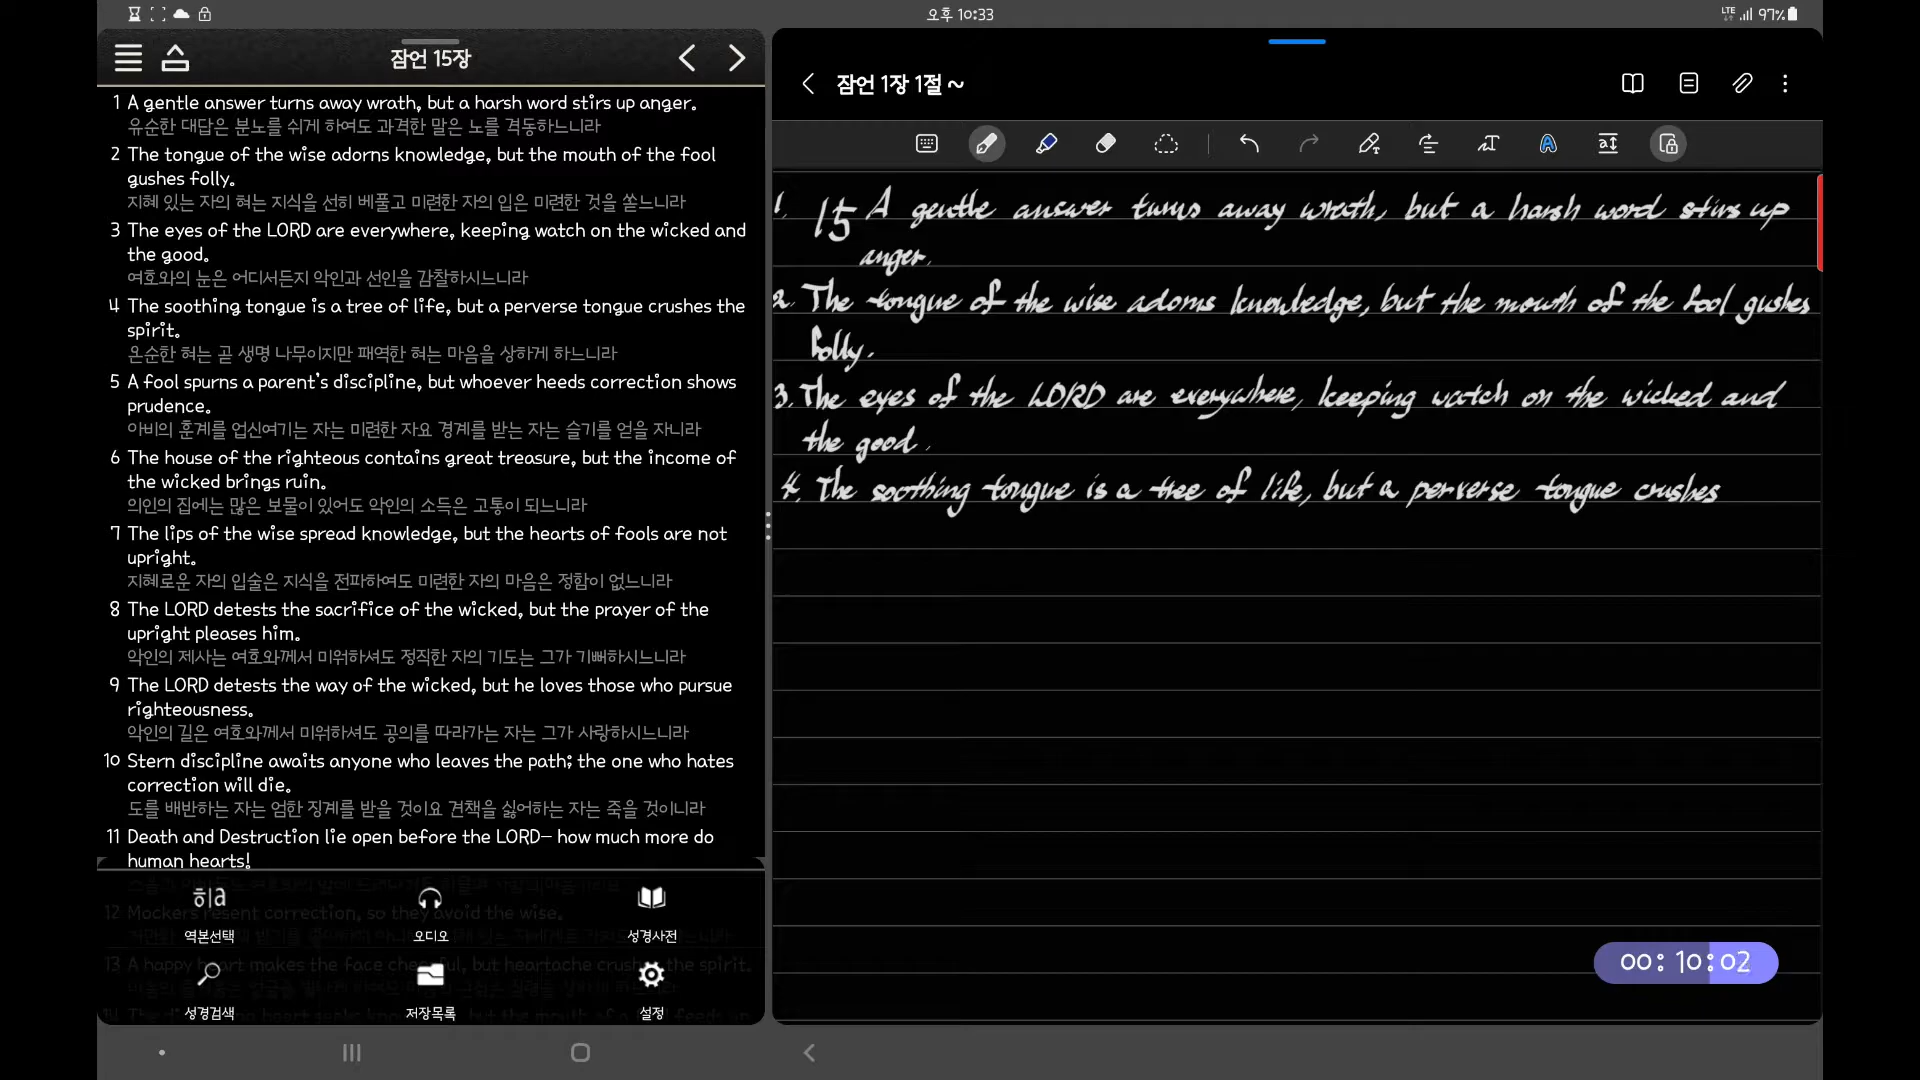 오후 10:33
LTE 97%
잠언 15장
1 A gentle answer turns away wrath, but a harsh word stirs up anger.
유순한 대답은 분노를 쉬게 하여도 과격한 말은 노를 격동하느니라
2 The tongue of the wise adorns knowledge, but the mouth of the fool
gushes folly.
지혜 있는 자의 혀는 지식을 선히 베풀고 미련한 자의 입은 미련한 것을 쏟느니라
3 The eyes of the LORD are everywhere, keeping watch on the wicked and
the good.
여호와의 눈은 어디서든지 악인과 선인을 감찰하시느니라
4 The soothing tongue is a tree of life, but a perverse tongue crushes the
spirit.
온순한 혀는 곧 생명 나무이지만 패역한 혀는 마음을 상하게 하느니라
5 A fool spurns a parent's discipline, but whoever heeds correction shows
prudence.
아비의 훈계를 업신여기는 자는 미련한 자요 경계를 받는 자는 슬기를 얻을 자니라
6 The house of the righteous contains great treasure, but the income of
the wicked brings ruin.
의인의 집에는 많은 보물이 있어도 악인의 소득은 고통이 되느니라
7 The lips of the wise spread knowledge, but the hearts of fools are not
upright.
지혜로운 자의 입술은 지식을 전파하여도 미련한 자의 마음은 정함이 없느니라
8 The LORD detests the sacrifice of the wicked, but the prayer of the
upright pleases him.
악인의 제사는 여호와께서 미워하셔도 정직한 자의 기도는 그가 기뻐하시느니라
9 The LORD detests the way of the wicked, but he loves those who pursue
righteousness.
악인의 길은 여호와께서 미워하셔도 공의를 따라가는 자는 그가 사랑하시느니라
10 Stern discipline awaits anyone who leaves the path; the one who hates
correction will die.
도를 배반하는 자는 엄한 징계를 받을 것이요 견책을 싫어하는 자는 죽을 것이니라
11 Death and Destruction lie open before the LORD— how much more do
human hearts!
12 Mockers resent correction, so they avoid the wise.
13 A happy heart makes the face cheerful, but heartache crushes the spirit.
히a
역본선택 오디오 성경사전
성경검색 저장목록 설정
잠언 1장 1절 ~
1. 15 A gentle answer turns away wrath, but a harsh word stirs up
anger.
2. The tongue of the wise adorns knowledge, but the mouth of the fool gushes
folly.
3. The eyes of the LORD are everywhere, keeping watch on the wicked and
the good.
4. The soothing tongue is a tree of life, but a perverse tongue crushes
00:10:02